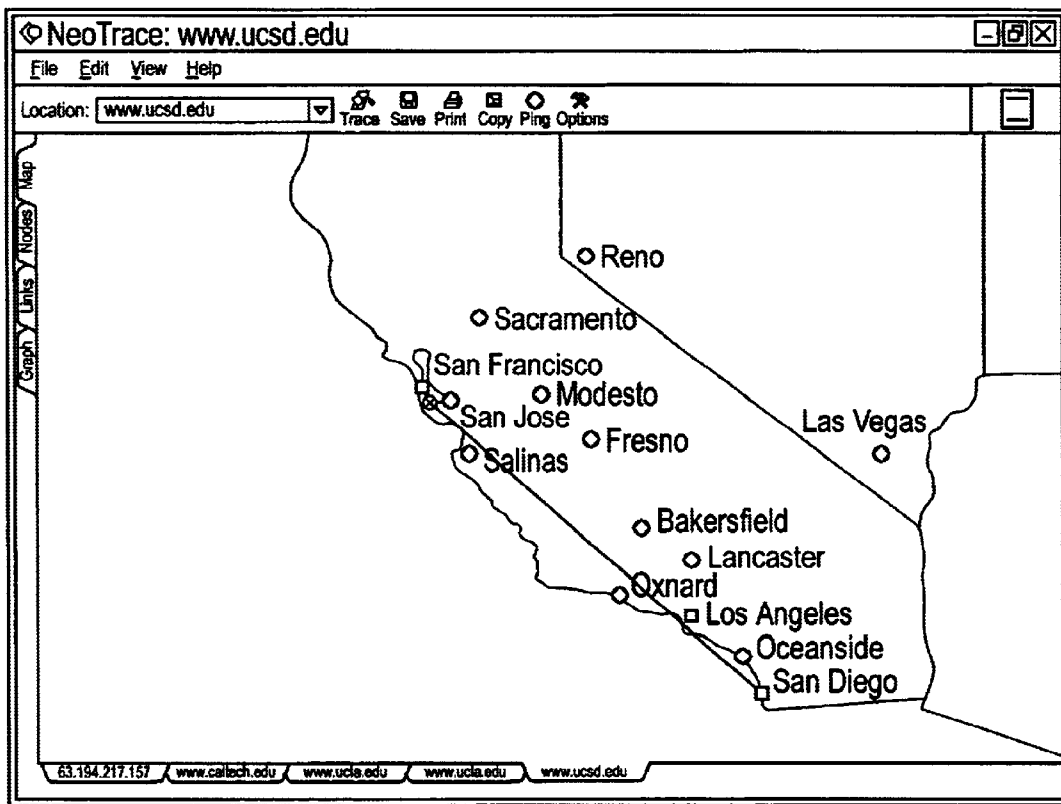 NeoTrace: www.ucsd.edu
File Edit View Help
Location: www.ucsd.edu
Trace Save Print Copy Ping Options
Map
Nodes
Links
Graph
Reno
Sacramento
San Francisco
Modesto
San Jose
Las Vegas
Fresno
Salinas
Bakersfield
Lancaster
Oxnard
Los Angeles
Oceanside
San Diego
63.194.217.157 www.caltech.edu www.ucla.edu www.ucla.edu www.ucsd.edu